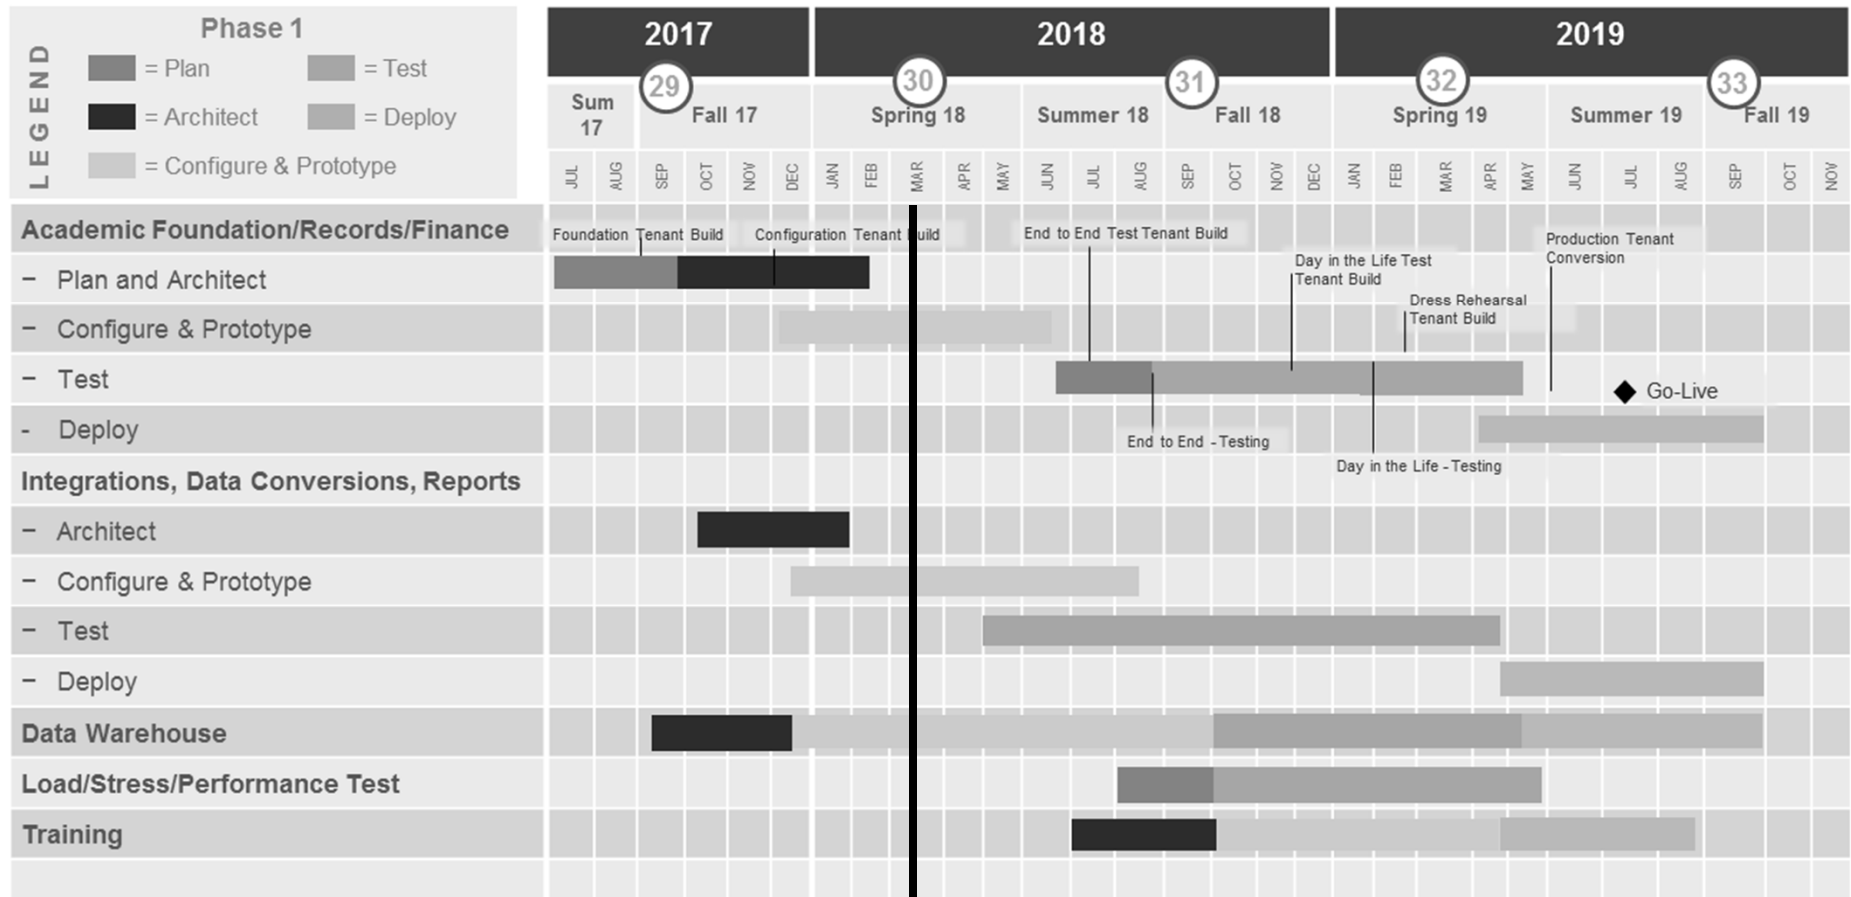 LEGEND
Phase 1
= Plan
= Test
= Architect
= Deploy
= Configure & Prototype
2017
2018
2019
29
30
31
32
33
Sum
17
Fall 17
Spring 18
Summer 18
Fall 18
Spring 19
Summer 19
Fall 19
JUL AUG SEP OCT NOV DEC JAN FEB MAR APR MAY JUN JUL AUG SEP OCT NOV DEC JAN FEB MAR APR MAY JUN JUL AUG SEP OCT NOV
Academic Foundation/Records/Finance
Foundation Tenant Build
Configuration Tenant Build
End to End Test Tenant Build
Production Tenant
Conversion
Day in the Life Test
Tenant Build
– Plan and Architect
Dress Rehearsal
Tenant Build
– Configure & Prototype
– Test
Go-Live
- Deploy
End to End - Testing
Day in the Life - Testing
Integrations, Data Conversions, Reports
– Architect
– Configure & Prototype
– Test
– Deploy
Data Warehouse
Load/Stress/Performance Test
Training